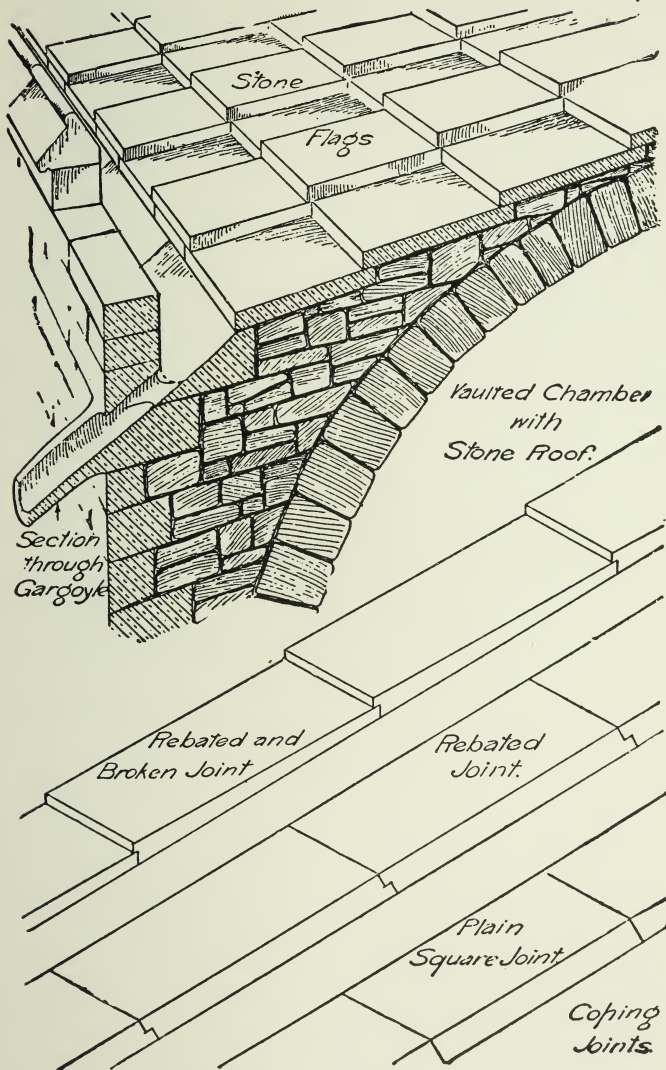 Stone
Flags
Vaulted Chamber
with
Stone Roof.
Section
through
Gargoyle
Rebated and
Broken Joint
Rebated
Joint.
Plain
Square Joint.
Coping
Joints.